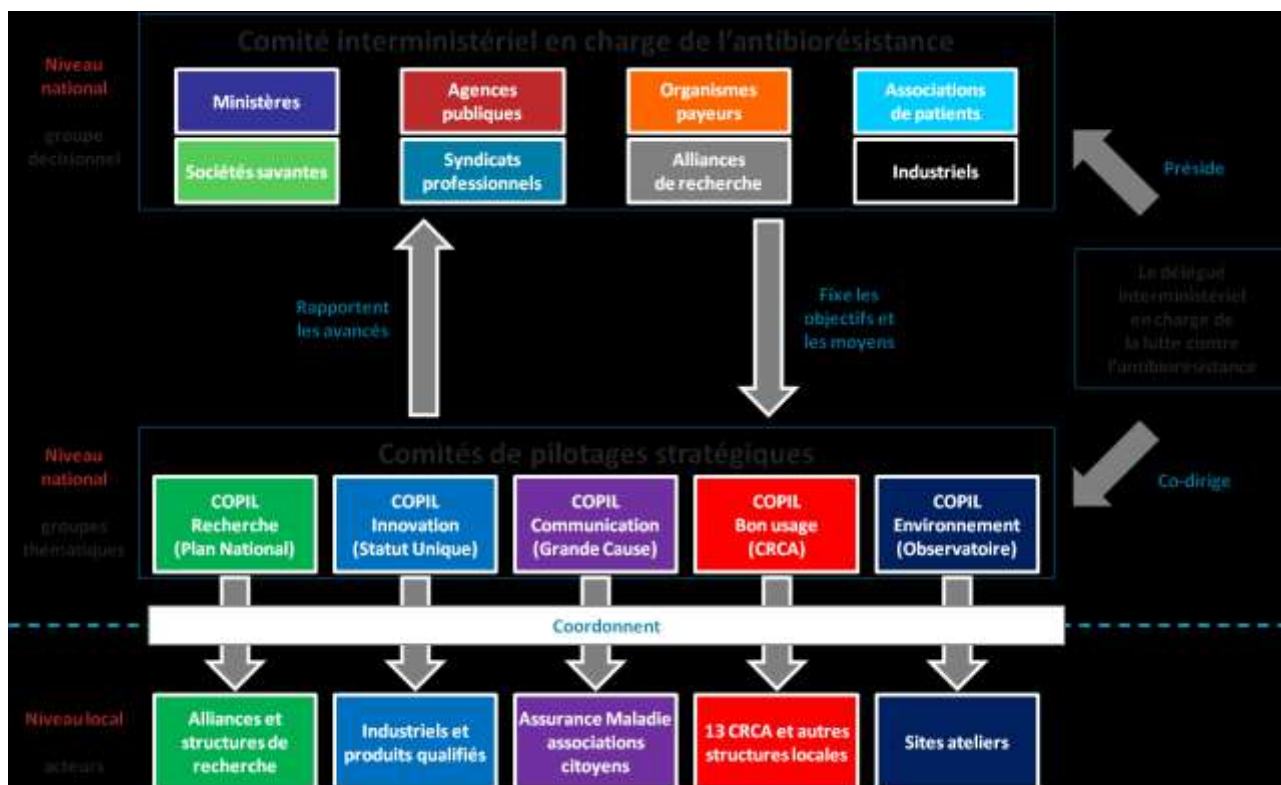 Comité interministériel en charge de l'antibiorésistance
Niveau
national
groupe
décisionnel
Ministères
Agences
publiques
Organismes
payeurs
Associations
de patients
Sociétés savantes
Syndicats
professionnels
Alliances
de recherche
Industriels
Préside
Rapportent
les avancés
Fixe les
objectifs et
les moyens
Le délégué
interministériel
en charge de
la lutte contre
l'antibiorésistance
Comités de pilotages stratégiques
Niveau
national
groupes
thématiques
COPIL
Recherche
(Plan National)
COPIL
Innovation
(Statut Unique)
COPIL
Communication
(Grande Cause)
COPIL
Bon usage
(CRCA)
COPIL
Environnement
(Observatoire)
Co-dirige
Coordonnent
Niveau local
acteurs
Alliances et
structures de
recherche
Industriels et
produits qualifiés
Assurance Maladie
associations
citoyens
13 CRCA et autres
structures locales
Sites ateliers